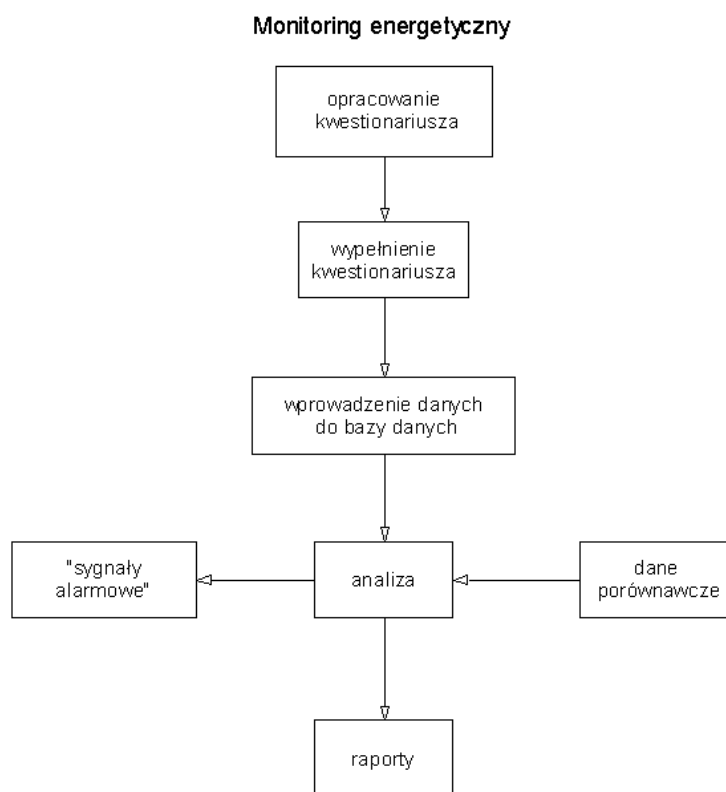 Monitoring energetyczny
opracowanie
kwestionariusza
wypełnienie
kwestionariusza
wprowadzenie danych
do bazy danych
"sygnały
alarmowe"
analiza
dane
porównawcze
raporty